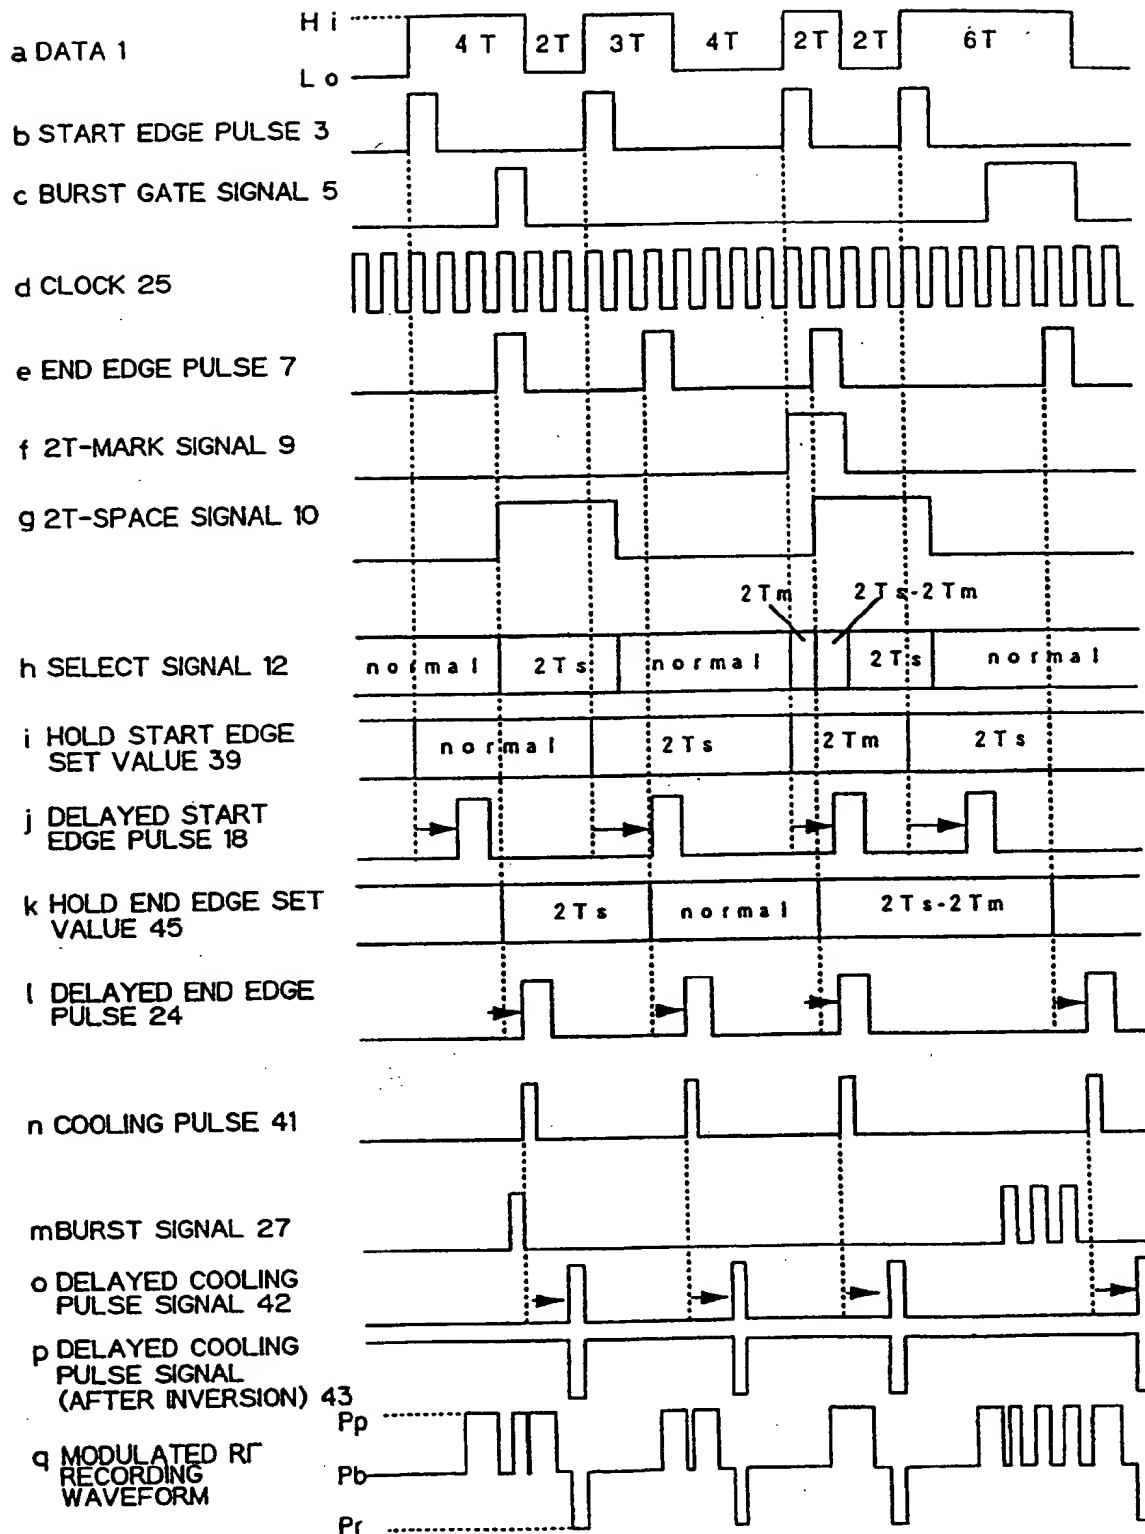 H i
a DATA 1
4 T 2T 3T 4T 2T 2T 6T
L o
b START EDGE PULSE 3
c BURST GATE SIGNAL 5
d CLOCK 25
e END EDGE PULSE 7
f 2T-MARK SIGNAL 9
g 2T-SPACE SIGNAL 10
2Tm 2Ts-2Tm
h SELECT SIGNAL 12
normal 2Ts normal 2Ts normal
i HOLD START EDGE
SET VALUE 39
normal 2Ts 2Tm 2Ts
j DELAYED START
EDGE PULSE 18
k HOLD END EDGE SET
VALUE 45
2Ts normal 2Ts-2Tm
l DELAYED END EDGE
PULSE 24
n COOLING PULSE 41
m BURST SIGNAL 27
o DELAYED COOLING
PULSE SIGNAL 42
p DELAYED COOLING
PULSE SIGNAL
(AFTER INVERSION) 43
Pp
q MODULATED RF
RECORDING
WAVEFORM
Pb
Pr